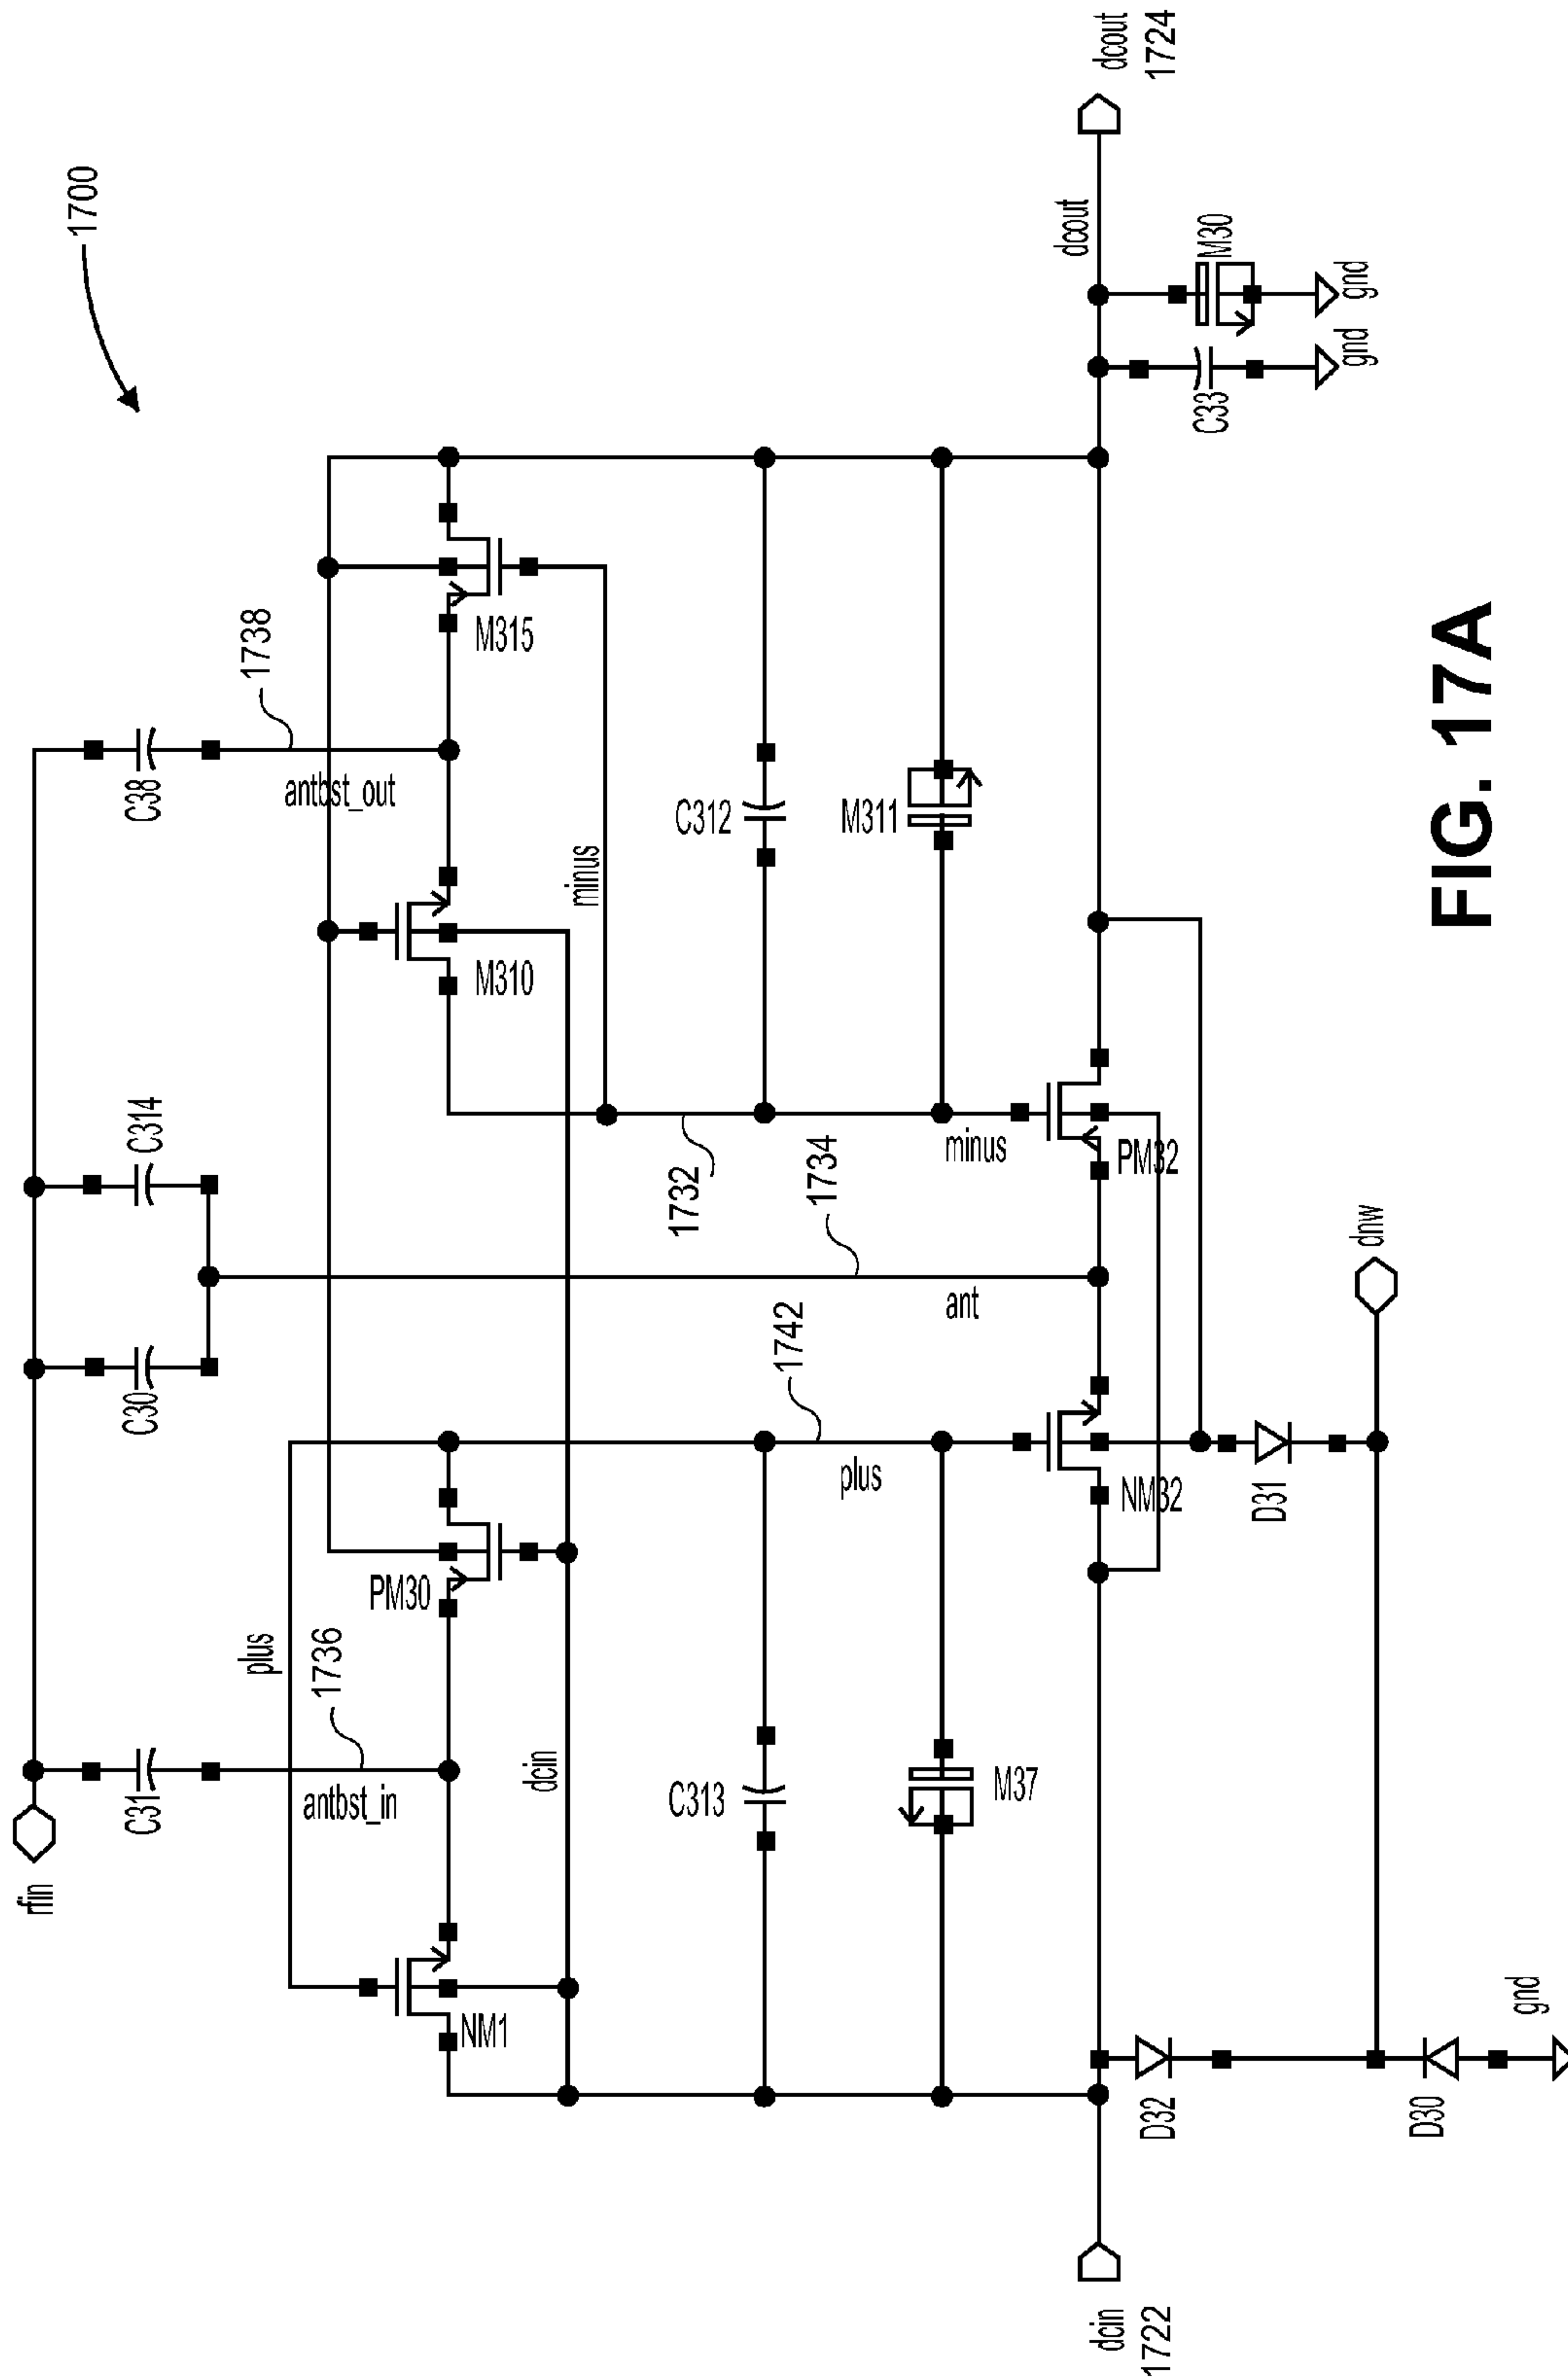 1700
rfin
C31
C30
C314
C38
antbst_in
1736
plus
antbst_out
1738
NM1
PM30
M310
M315
dcin
minus
C313
plus
1742
ant
1734
1732
C312
M37
minus
M311
dcin
1722
NM32
PM32
dcout
dcout
1724
D32
D31
C33
M30
gnd
gnd
D30
dnw
gnd
FIG. 17A